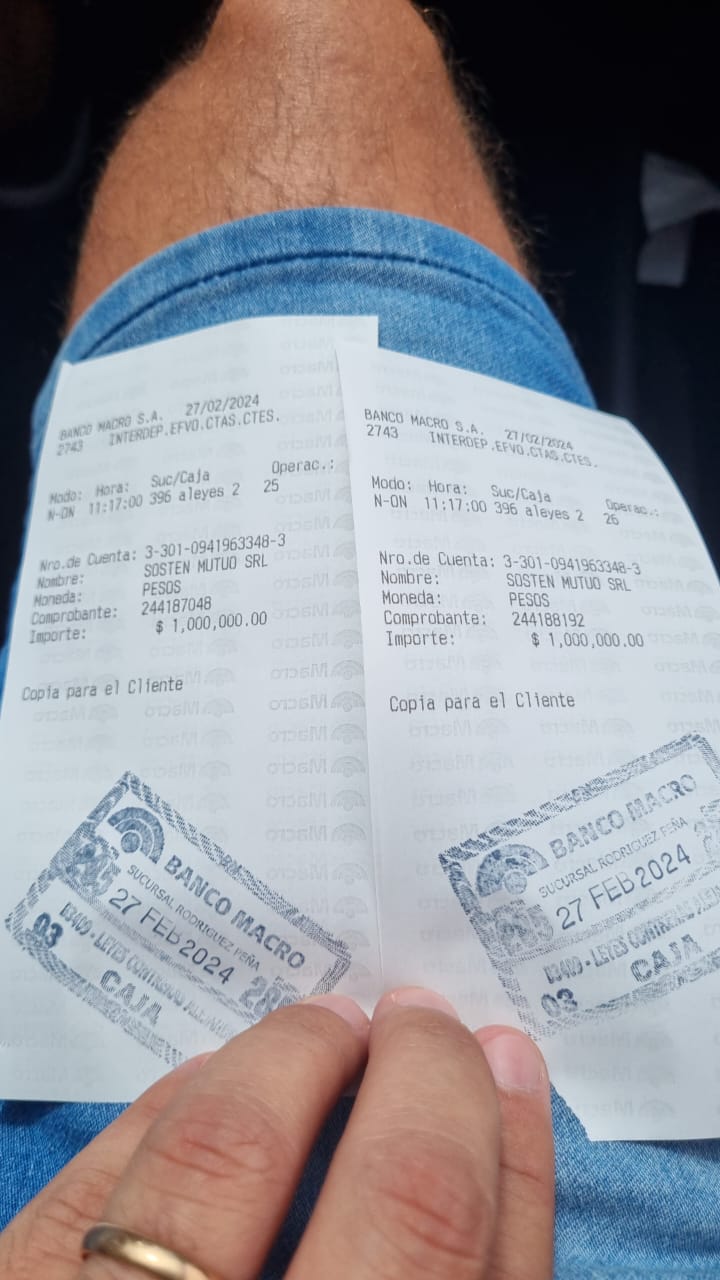 BANCO MACRO S.A. 27/02/2024
2743 INTERDEP.EFVO.CTAS.CTES.
Modo: Hora: Suc/Caja Operac.:
N-ON 11:17:00 396 aleyes 2 25
Nro.de Cuenta: 3-301-0941963348-3
Nombre: SOSTEN MUTUO SRL
Moneda: PESOS
Comprobante: 244187048
Importe: $ 1,000,000.00
Copia para el Cliente
BANCO MACRO
SUCURSAL RODRIGUEZ PEÑA
27 FEB 2024
03
CAJA
BANCO MACRO S.A. 27/02/2024
2743 INTERDEP.EFVO.CTAS.CTES.
Modo: Hora: Suc/Caja Operac.:
N-ON 11:17:00 396 aleyes 2 26
Nro.de Cuenta: 3-301-0941963348-3
Nombre: SOSTEN MUTUO SRL
Moneda: PESOS
Comprobante: 244188192
Importe: $ 1,000,000.00
Copia para el Cliente
BANCO MACRO
SUCURSAL RODRIGUEZ PEÑA
27 FEB 2024
03
CAJA